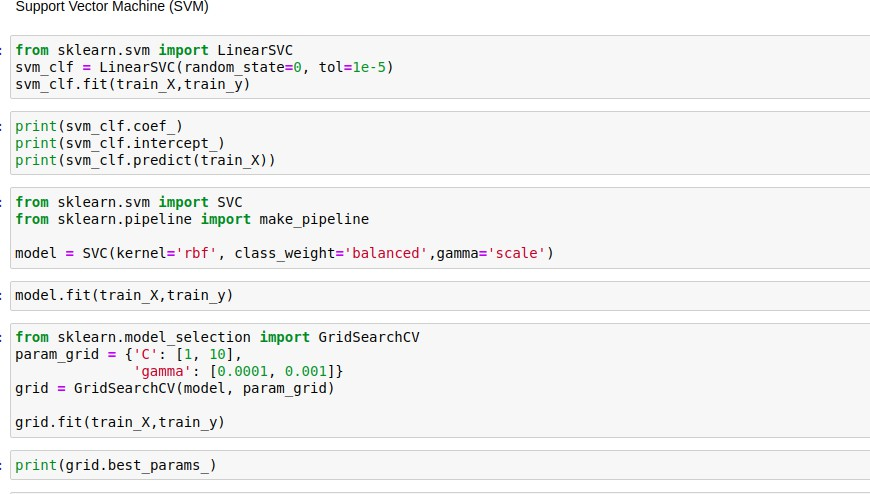 Support Vector Machine (SVM)
from sklearn.svm import LinearSVC
svm_clf = LinearSVC(random_state=0, tol=1e-5)
svm_clf.fit(train_X,train_y)
print(svm_clf.coef_)
print(svm_clf.intercept_)
print(svm_clf.predict(train_X))
from sklearn.svm import SVC
from sklearn.pipeline import make_pipeline
model = SVC(kernel='rbf', class_weight='balanced',gamma='scale')
model.fit(train_X,train_y)
from sklearn.model_selection import GridSearchCV
param_grid = {'C': [1, 10],
              'gamma': [0.0001, 0.001]}
grid = GridSearchCV(model, param_grid)
grid.fit(train_X,train_y)
print(grid.best_params_)